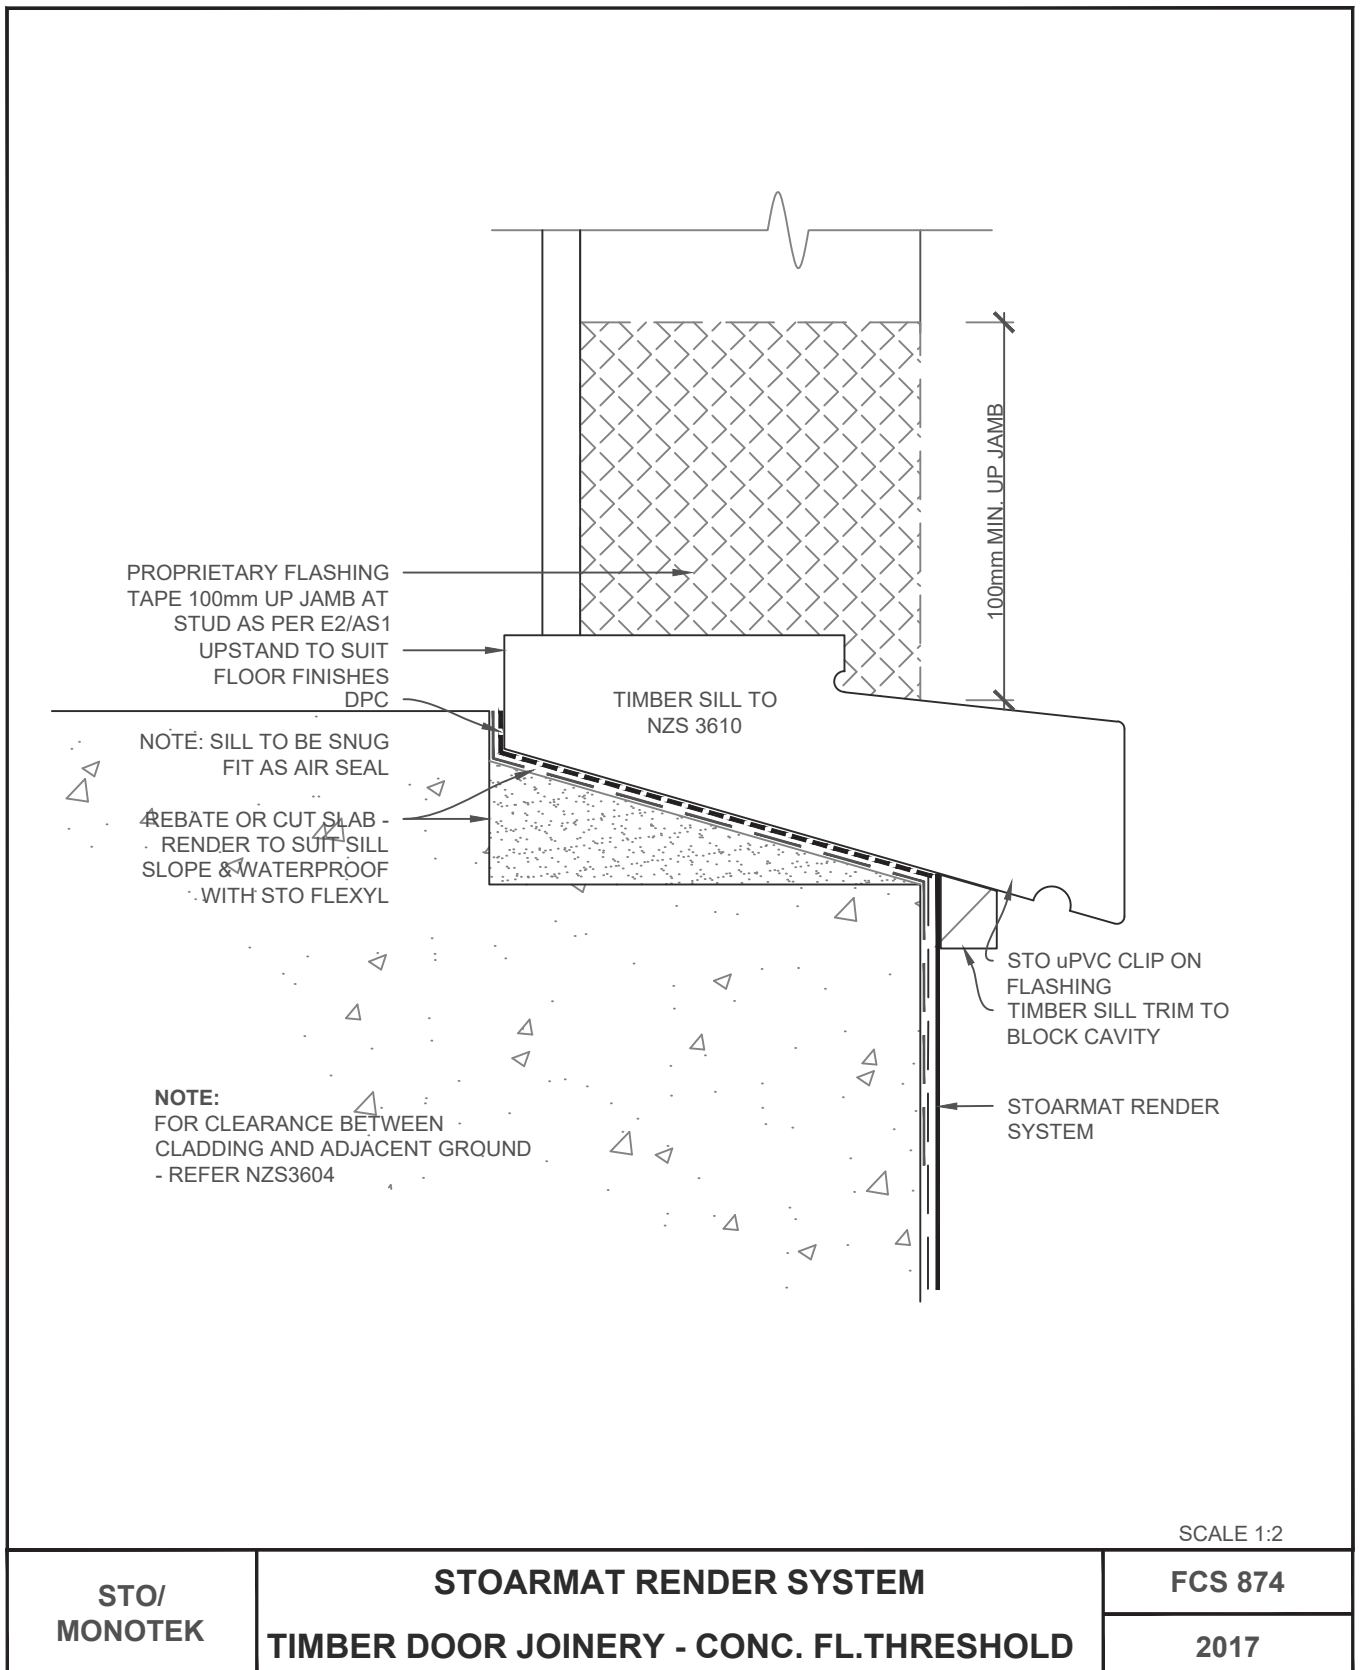 100mm MIN. UP JAMB
PROPRIETARY FLASHING
TAPE 100mm UP JAMB AT
STUD AS PER E2/AS1
UPSTAND TO SUIT
FLOOR FINISHES
DPC
TIMBER SILL TO
NZS 3610
NOTE: SILL TO BE SNUG
FIT AS AIR SEAL
REBATE OR CUT SLAB -
RENDER TO SUIT SILL
SLOPE & WATERPROOF
WITH STO FLEXYL
STO uPVC CLIP ON
FLASHING
TIMBER SILL TRIM TO
BLOCK CAVITY
STOARMAT RENDER
SYSTEM
NOTE:
FOR CLEARANCE BETWEEN
CLADDING AND ADJACENT GROUND
- REFER NZS3604
SCALE 1:2
STO/
MONOTEK
STOARMAT RENDER SYSTEM
TIMBER DOOR JOINERY - CONC. FL.THRESHOLD
FCS 874
2017